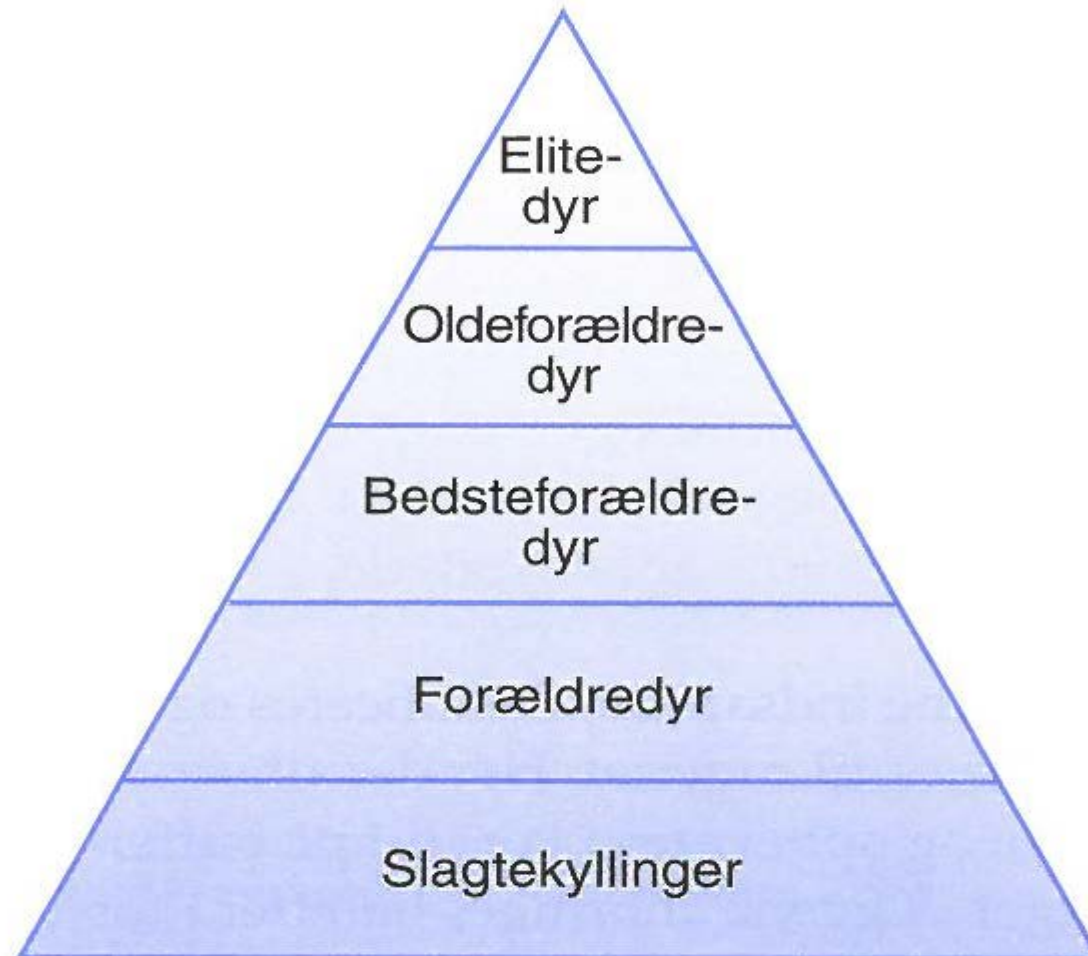 Elite-
dyr
Oldeforældre-
dyr
Bedsteforældre-
dyr
Forældredyr
Slagtekyllinger